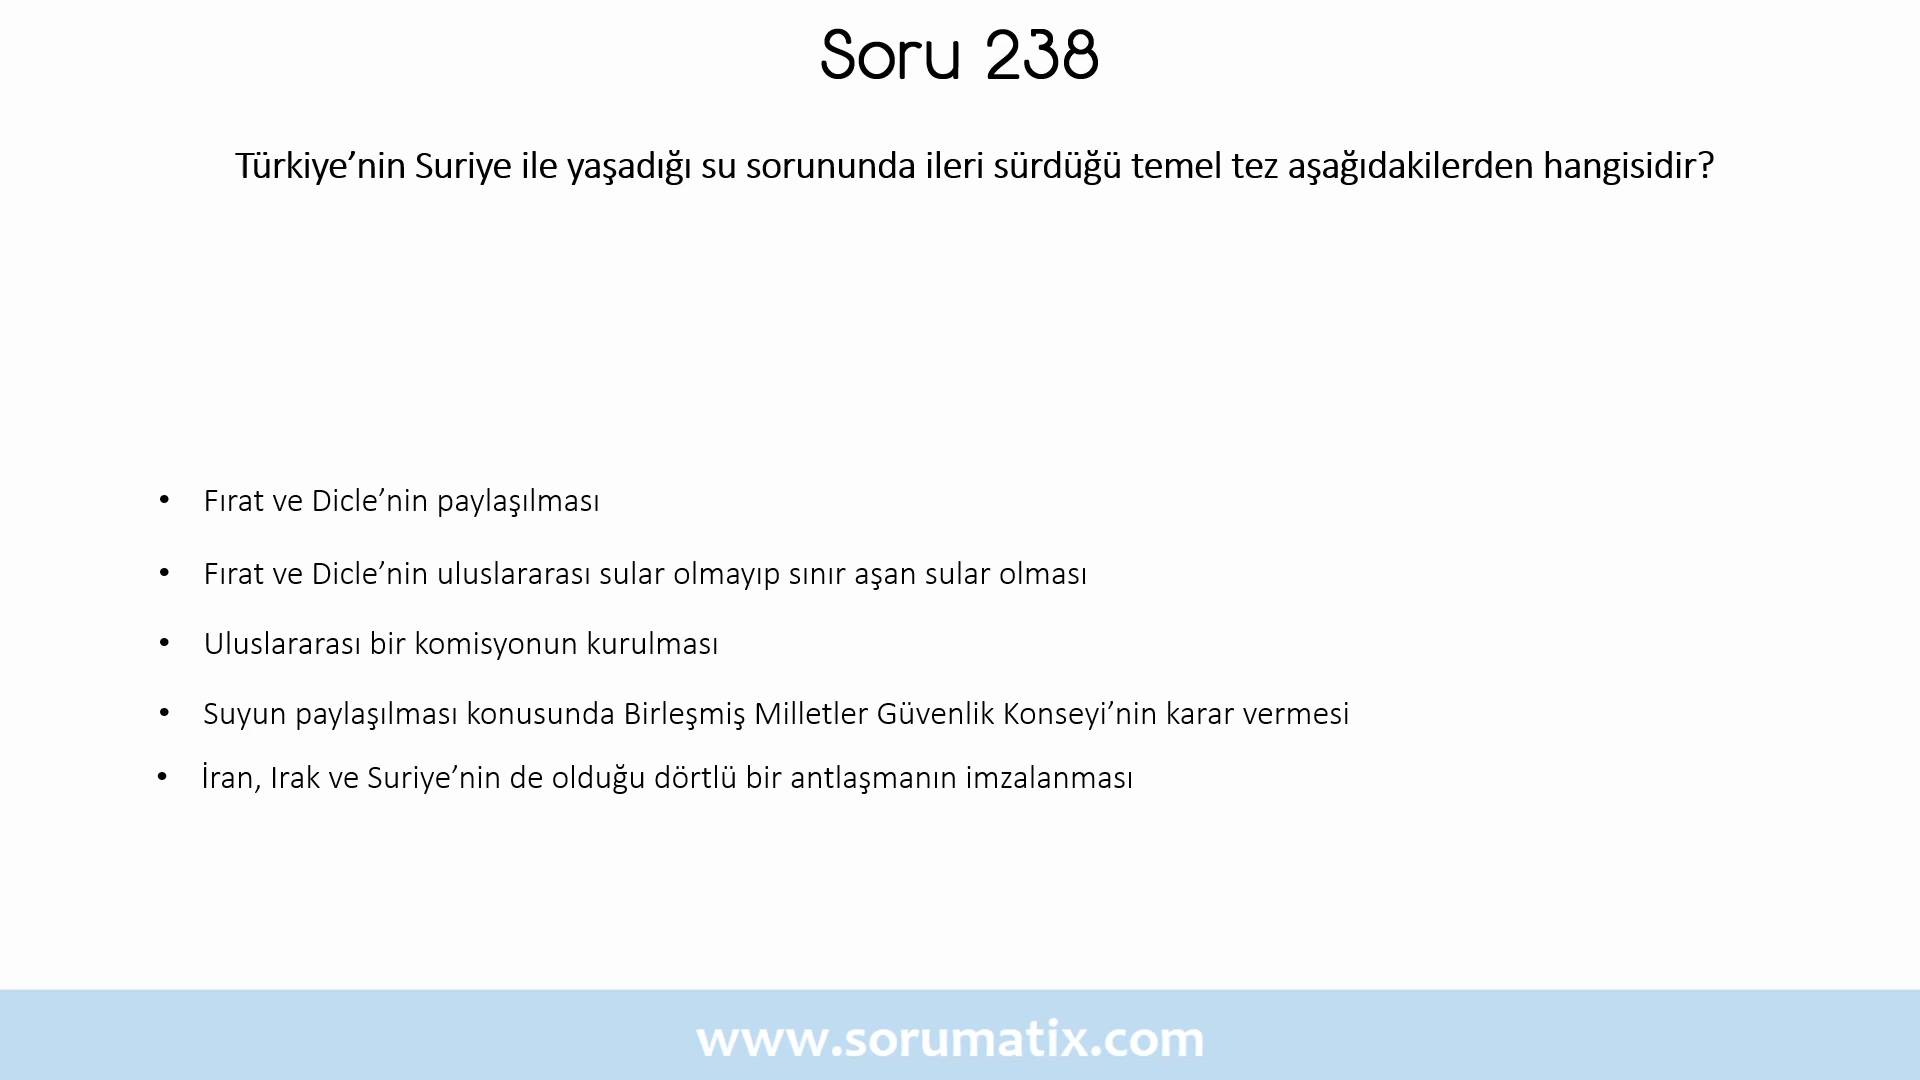 Soru 238
Türkiye’nin Suriye ile yaşadığı su sorununda ileri sürdüğü temel tez aşağıdakilerden hangisidir?
• Fırat ve Dicle’nin paylaşılması
• Fırat ve Dicle’nin uluslararası sular olmayıp sınır aşan sular olması
• Uluslararası bir komisyonun kurulması
• Suyun paylaşılması konusunda Birleşmiş Milletler Güvenlik Konseyi’nin karar vermesi
• İran, Irak ve Suriye’nin de olduğu dörtlü bir antlaşmanın imzalanması
www.sorumatix.com